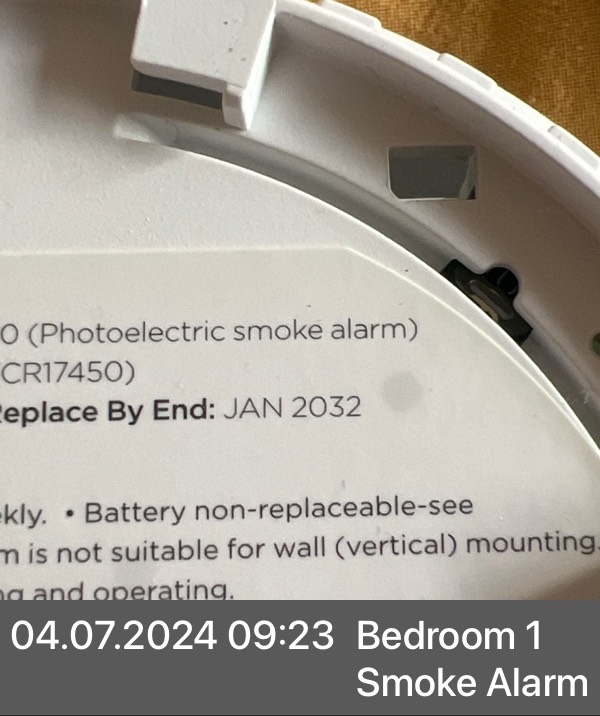 0 (Photoelectric smoke alarm)
CR17450)
Replace By End: JAN 2032
kly. • Battery non-replaceable-see
m is not suitable for wall (vertical) mounting.
and operating.
04.07.2024 09:23 Bedroom 1
Smoke Alarm